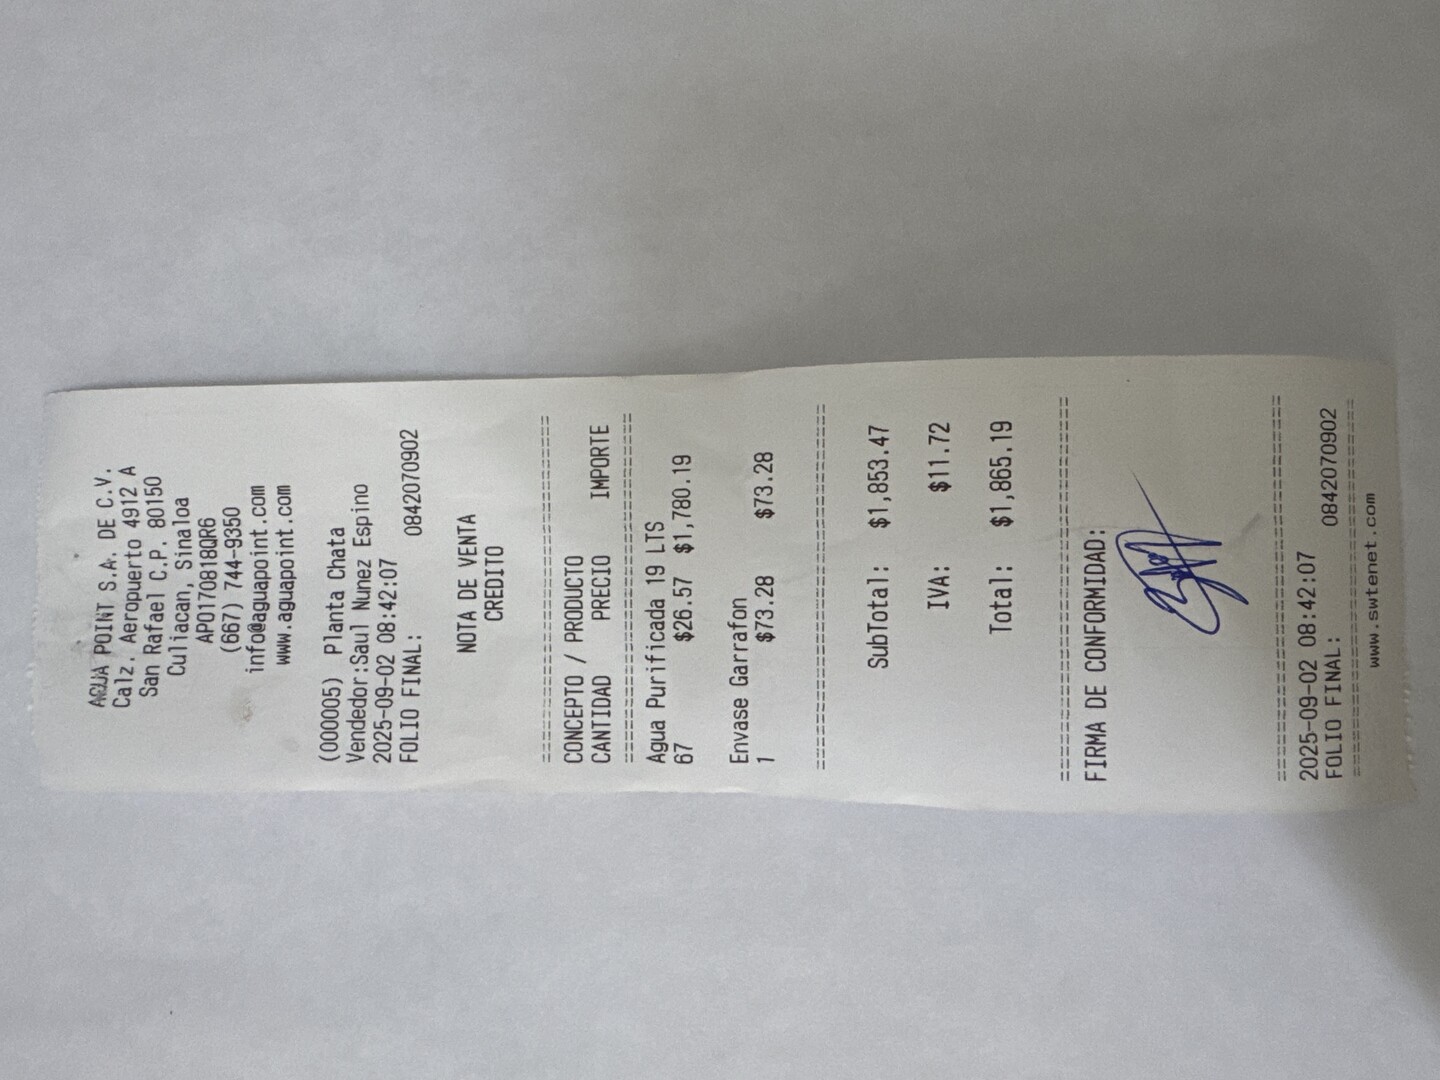 AGUA POINT S.A. DE C.V.
Calz. Aeropuerto 4912 A
San Rafael C.P. 80150
Culiacan, Sinaloa
APO170818QR6
(667) 744-9350
info@aguapoint.com
www.aguapoint.com
(000005) Planta Chata
Vendedor:Saul Nunez Espino
2025-09-02 08:42:07
FOLIO FINAL: 0842070902
NOTA DE VENTA
CREDITO
==============================
CONCEPTO / PRODUCTO
CANTIDAD PRECIO IMPORTE
==============================
Agua Purificada 19 LTS
67 $26.57 $1,780.19
Envase Garrafon
1 $73.28 $73.28
==============================
SubTotal: $1,853.47
IVA: $11.72
Total: $1,865.19
==============================
FIRMA DE CONFORMIDAD:
==============================
2025-09-02 08:42:07
FOLIO FINAL: 0842070902
==============================
www.swtenet.com